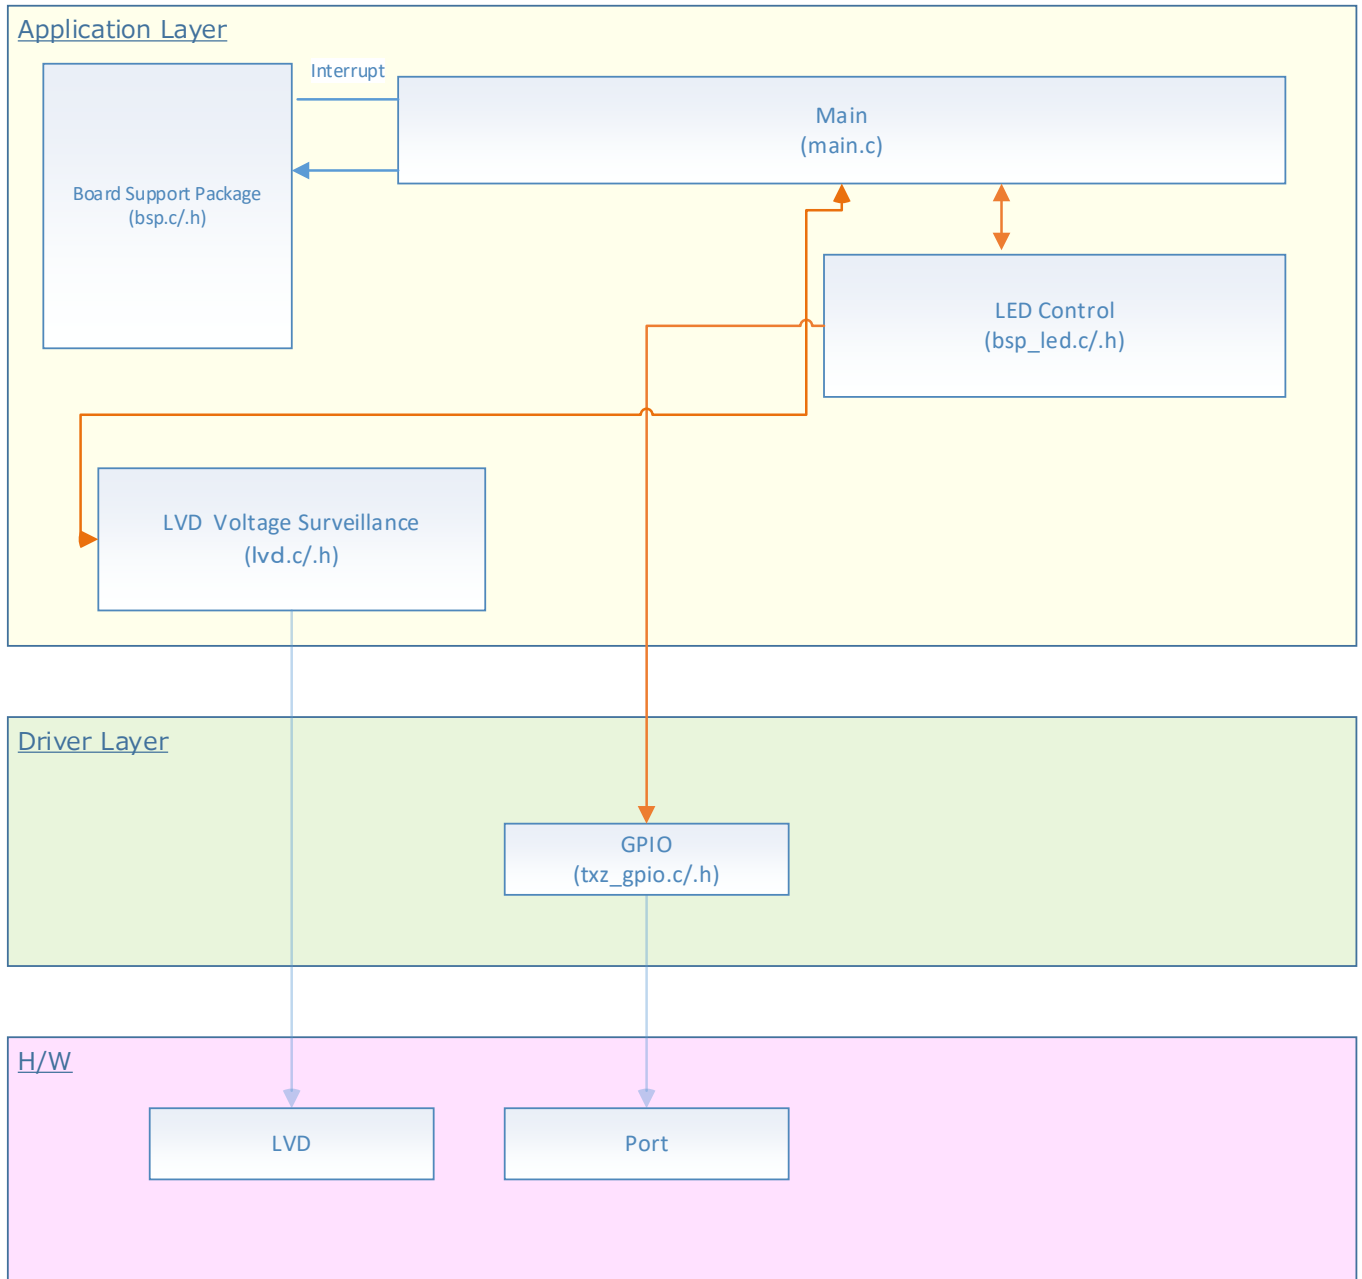 Application Layer
Interrupt
Main
(main.c)
Board Support Package
(bsp.c/.h)
LED Control
(bsp_led.c/.h)
LVD  Voltage Surveillance
(lvd.c/.h)
Driver Layer
GPIO
(txz_gpio.c/.h)
H/W
LVD
Port